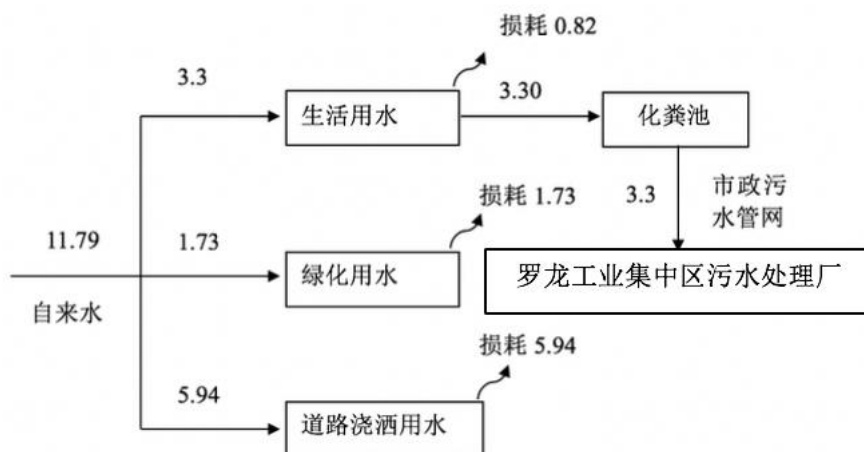 损耗 0.82
3.3
3.30
生活用水
化粪池
市政污
水管网
3.3
损耗 1.73
11.79
1.73
绿化用水
罗龙工业集中区污水处理厂
自来水
损耗 5.94
5.94
道路浇洒用水